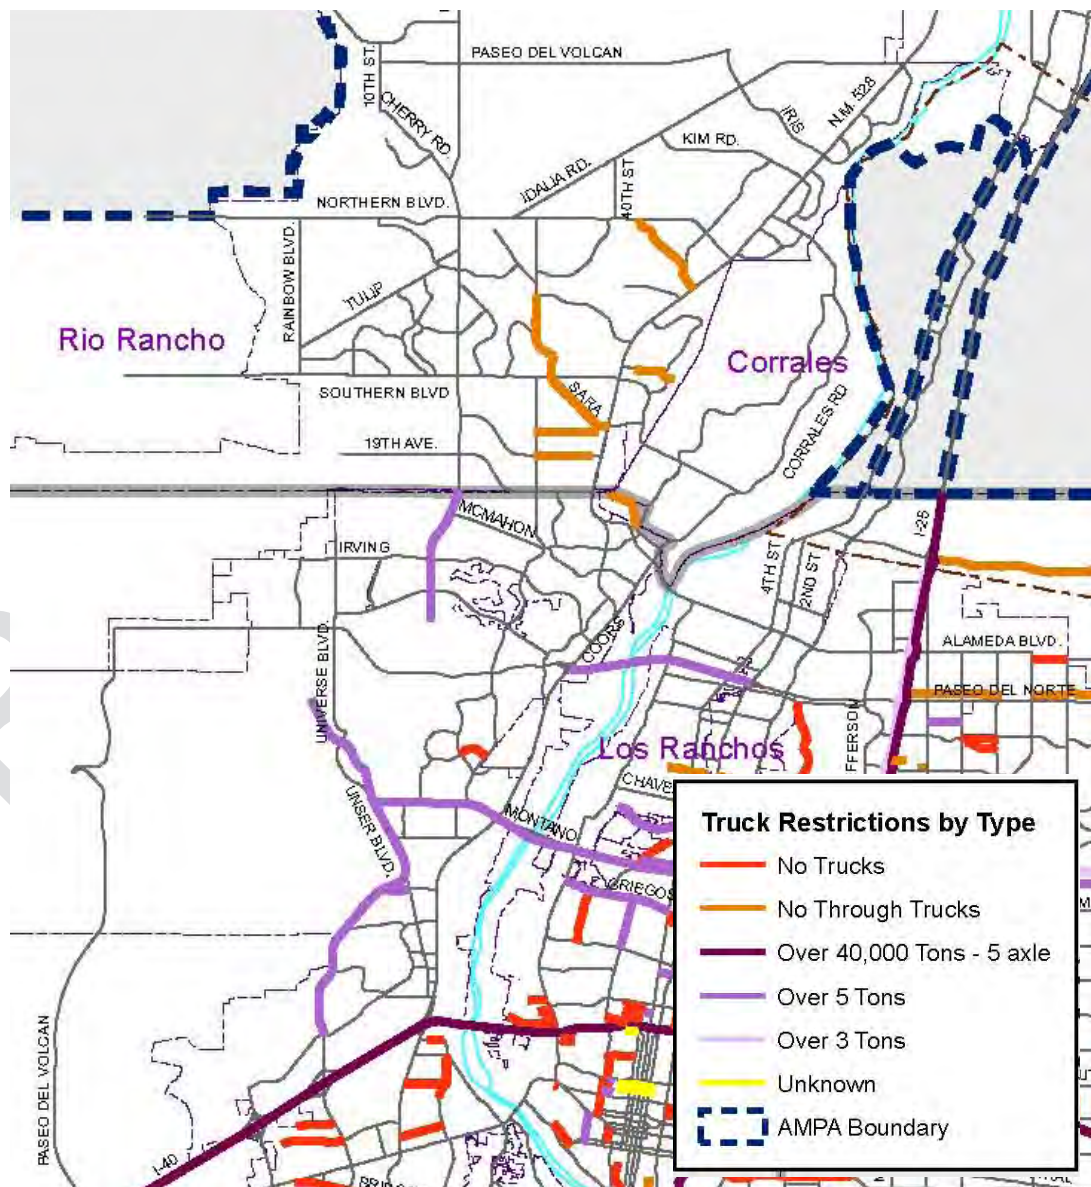 PASEO DEL VOLCAN
10TH ST.
CHERRY RD.
IRIS
N.M. 528
KIM RD.
IDALIA RD.
40TH ST
NORTHERN BLVD.
RAINBOW BLVD.
TULIP
Rio Rancho
Corrales
SOUTHERN BLVD
SARA
CORRALES RD
19TH AVE.
MCMAHON
I-25
IRVING
4TH ST
2ND ST
COORS
ALAMEDA BLVD.
UNIVERSE BLVD.
PASEO DEL NORTE
FFERSON
Los Ranchos
CHAVE
UNSER BLVD.
MONTANO
GRIEGOS
Truck Restrictions by Type
No Trucks
No Through Trucks
M
Over 40,000 Tons - 5 axle
Over 5 Tons
Over 3 Tons
Unknown
AMPA Boundary
PASEO DEL VOLCAN
I-40